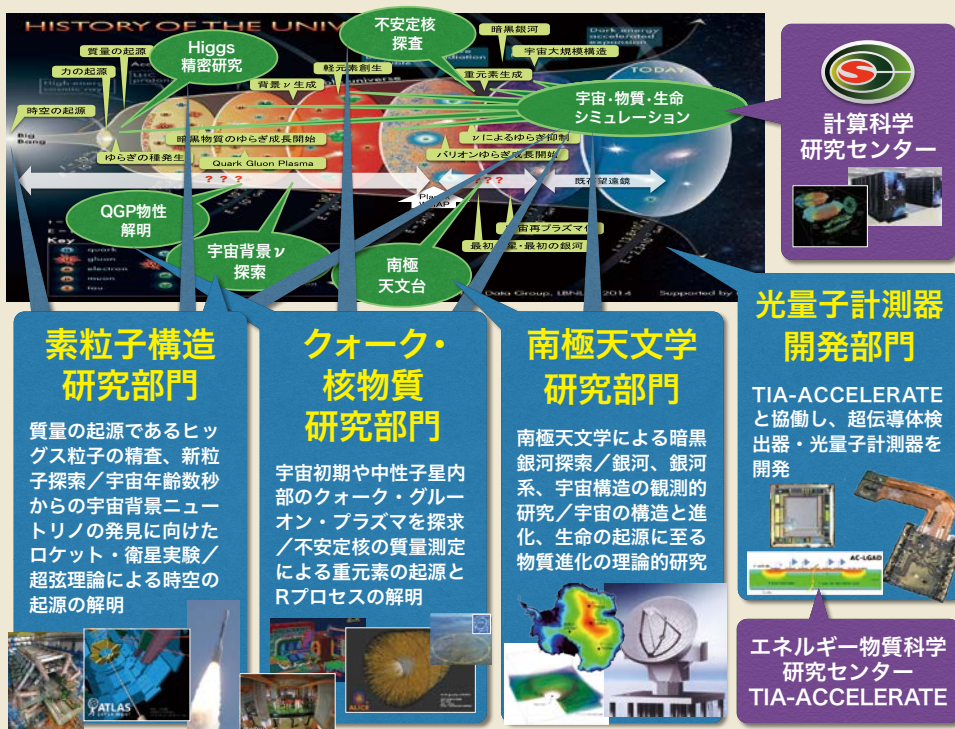 HISTORY OF THE UNI
不安定核
探査
暗黒銀河
Dark energy
accelerated
expansion
質量の起源
Higgs
精密研究
軽元素創生
宇宙大規模構造
力の起源
背景ν生成
重元素生成
TODAY
時空の起源
宇宙・物質・生命
シミュレーション
Big
Bang
暗黒物質のゆらぎ成長開始
νによるゆらぎ抑制
ゆらぎの種発生
Quark Gluon Plasma
バリオンゆらぎ成長開始
???
???
既存望遠鏡
QGP物性
解明
宇宙再プラズマ化
宇宙背景ν
探索
南極
天文台
最初の星・最初の銀河
Key
quark
gluon
electron
muon
tau
Data Group, LBNL
2014
Supported by
計算科学
研究センター
素粒子構造
研究部門
質量の起源であるヒッ
グス粒子の精査、新粒
子探索／宇宙年齢数秒
からの宇宙背景ニュー
トリノの発見に向けた
ロケット・衛星実験／
超弦理論による時空の
起源の解明
ATLAS
クォーク・
核物質
研究部門
宇宙初期や中性子星内
部のクォーク・グルー
オン・プラズマを探求
／不安定核の質量測定
による重元素の起源と
Rプロセスの解明
ALICE
南極天文学
研究部門
南極天文学による暗黒
銀河探索／銀河、銀河
系、宇宙構造の観測的
研究／宇宙の構造と進
化、生命の起源に至る
物質進化の理論的研究
光量子計測器
開発部門
TIA-ACCELERATE
と協働し、超伝導体検
出器・光量子計測器を
開発
AC-LGAD
エネルギー物質科学
研究センター
TIA-ACCELERATE